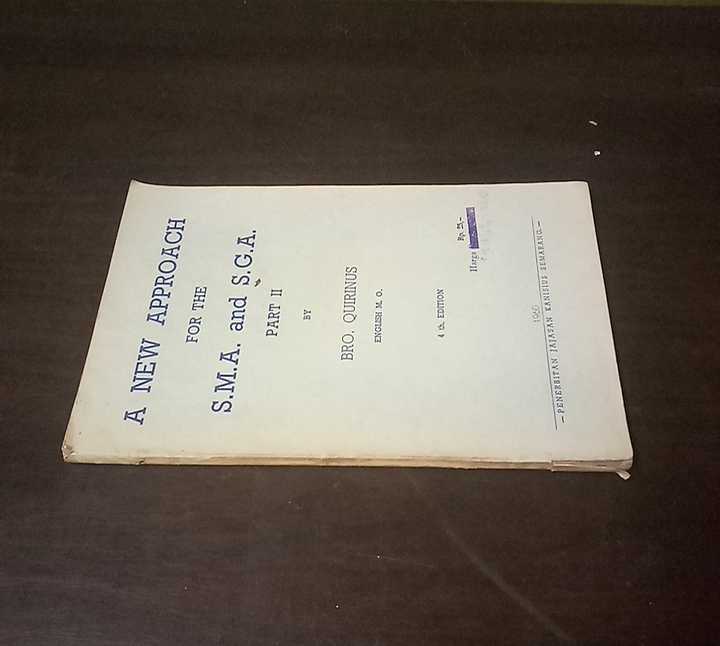 A NEW APPROACH
FOR THE
S.M.A. and S.G.A.
PART II
BY
BRO. QUIRINUS
ENGLISH M. O.
4 th. EDITION
Harga Rp.
1960
— PENERBITAN JAJASAN KANISIUS SEMARANG. —